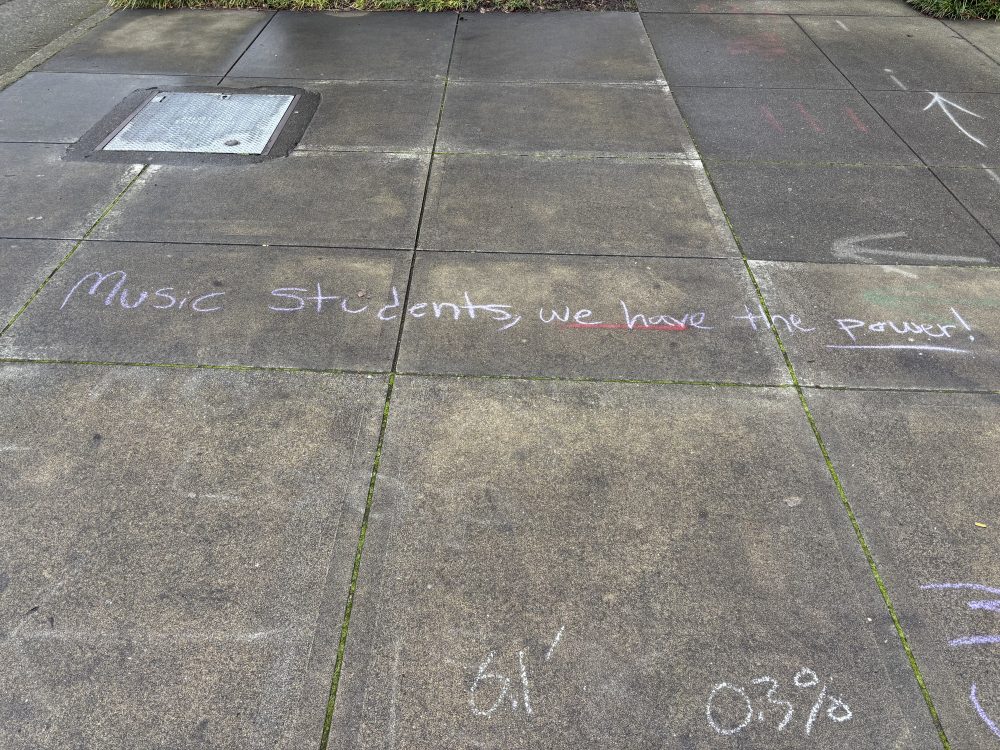 Music Students, we have the power!
6.1' 0.3%